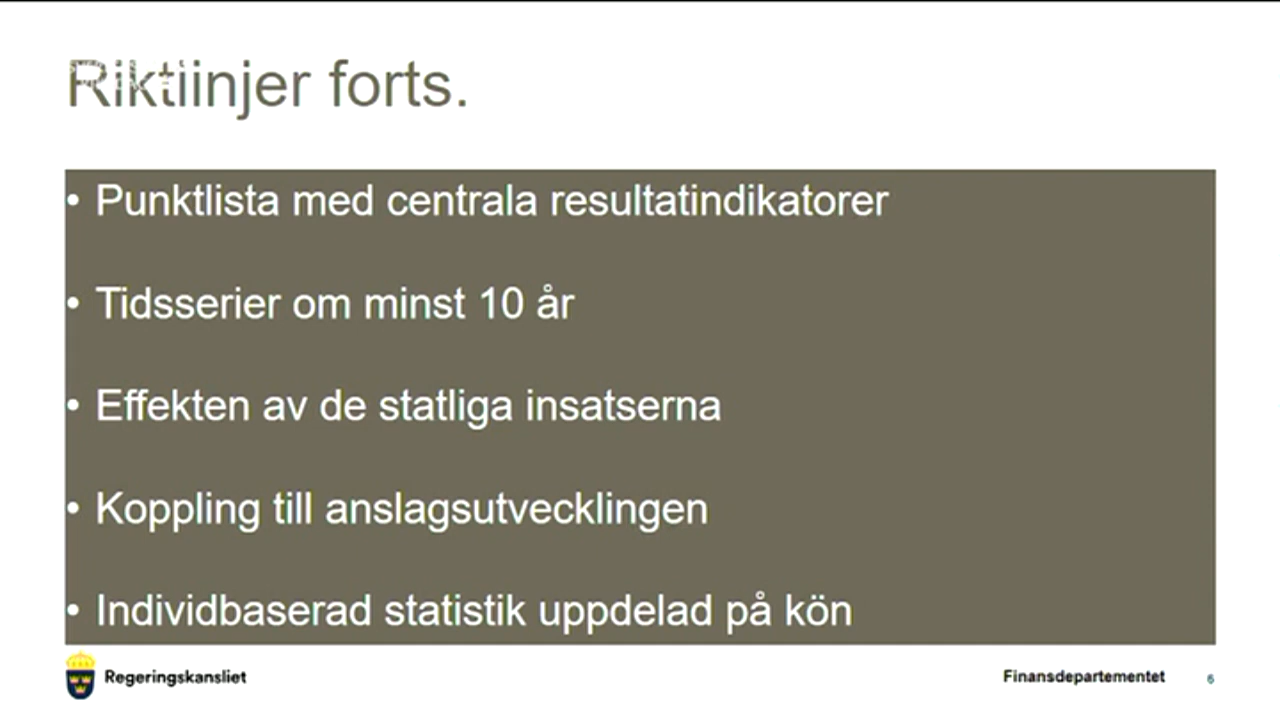 Riktlinjer forts.
• Punktlista med centrala resultatindikatorer
• Tidsserier om minst 10 år
• Effekten av de statliga insatserna
• Koppling till anslagsutvecklingen
• Individbaserad statistik uppdelad på kön
Regeringskansliet
Finansdepartementet
6